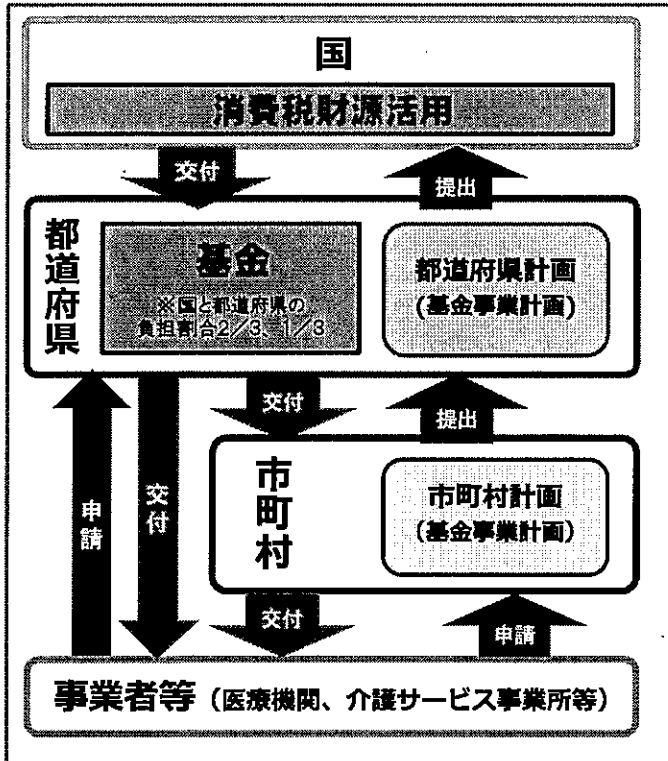 国
消費税財源活用
交付
提出
都道府県
基金
※国と都道府県の
負担割合2/3、1/3
都道府県計画
(基金事業計画)
交付
提出
申請
交付
市町村
市町村計画
(基金事業計画)
交付
申請
事業者等(医療機関、介護サービス事業所等)